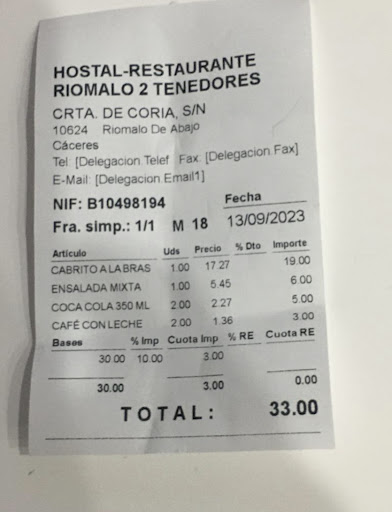 HOSTAL-RESTAURANTE
RIOMALO 2 TENEDORES
CRTA. DE CORIA, S/N
10624 Riomalo De Abajo
Cáceres
Tel: [Delegacion.Telef Fax: [Delegacion.Fax]
E-Mail: [Delegacion.Email1]
NIF: B10498194 Fecha
Fra. simp.: 1/1 M 18 13/09/2023
Artículo Uds Precio % Dto Importe
CABRITO A LA BRAS 1.00 17.27 19.00
ENSALADA MIXTA 1.00 5.45 6.00
COCA COLA 350 ML 2.00 2.27 5.00
CAFÉ CON LECHE 2.00 1.36 3.00
Bases % Imp Cuota Imp % RE Cuota RE
30.00 10.00 3.00
30.00 3.00 0.00
TOTAL: 33.00